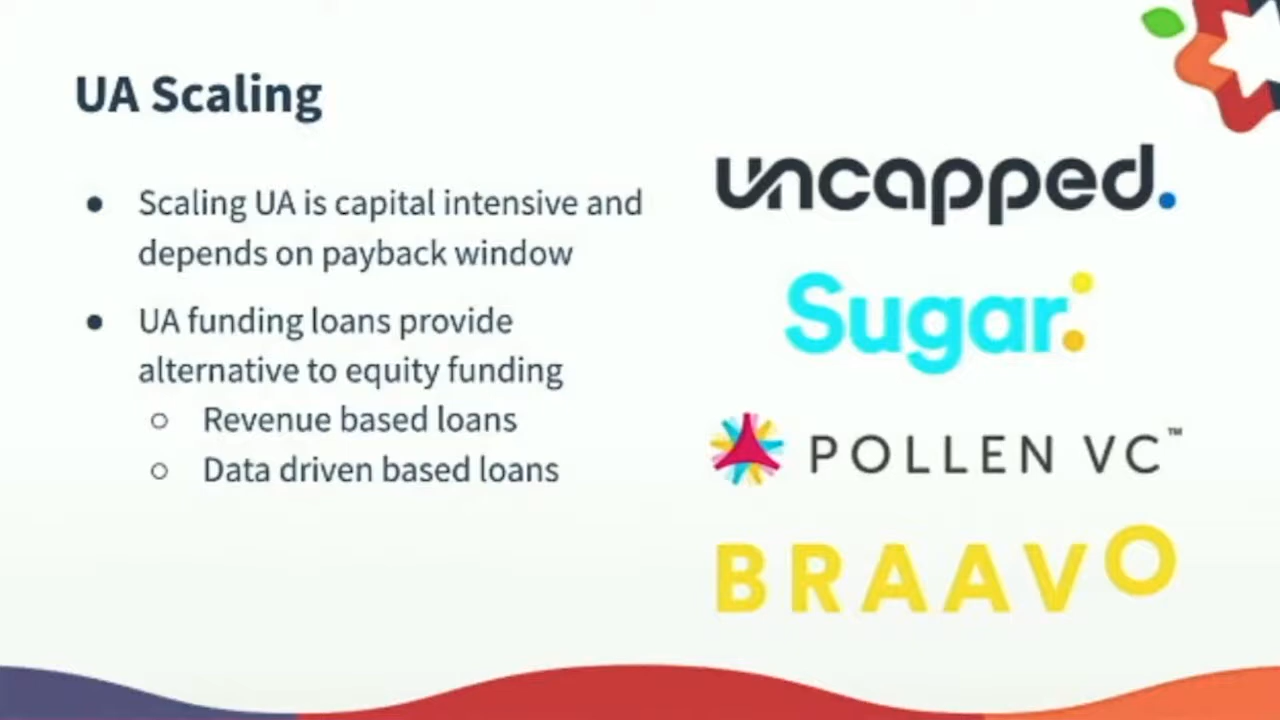 UA Scaling
Scaling UA is capital intensive and
depends on payback window
UA funding loans provide
alternative to equity funding
Revenue based loans
Data driven based loans
uncapped.
Sugar:
POLLEN VC™
BRAAVO